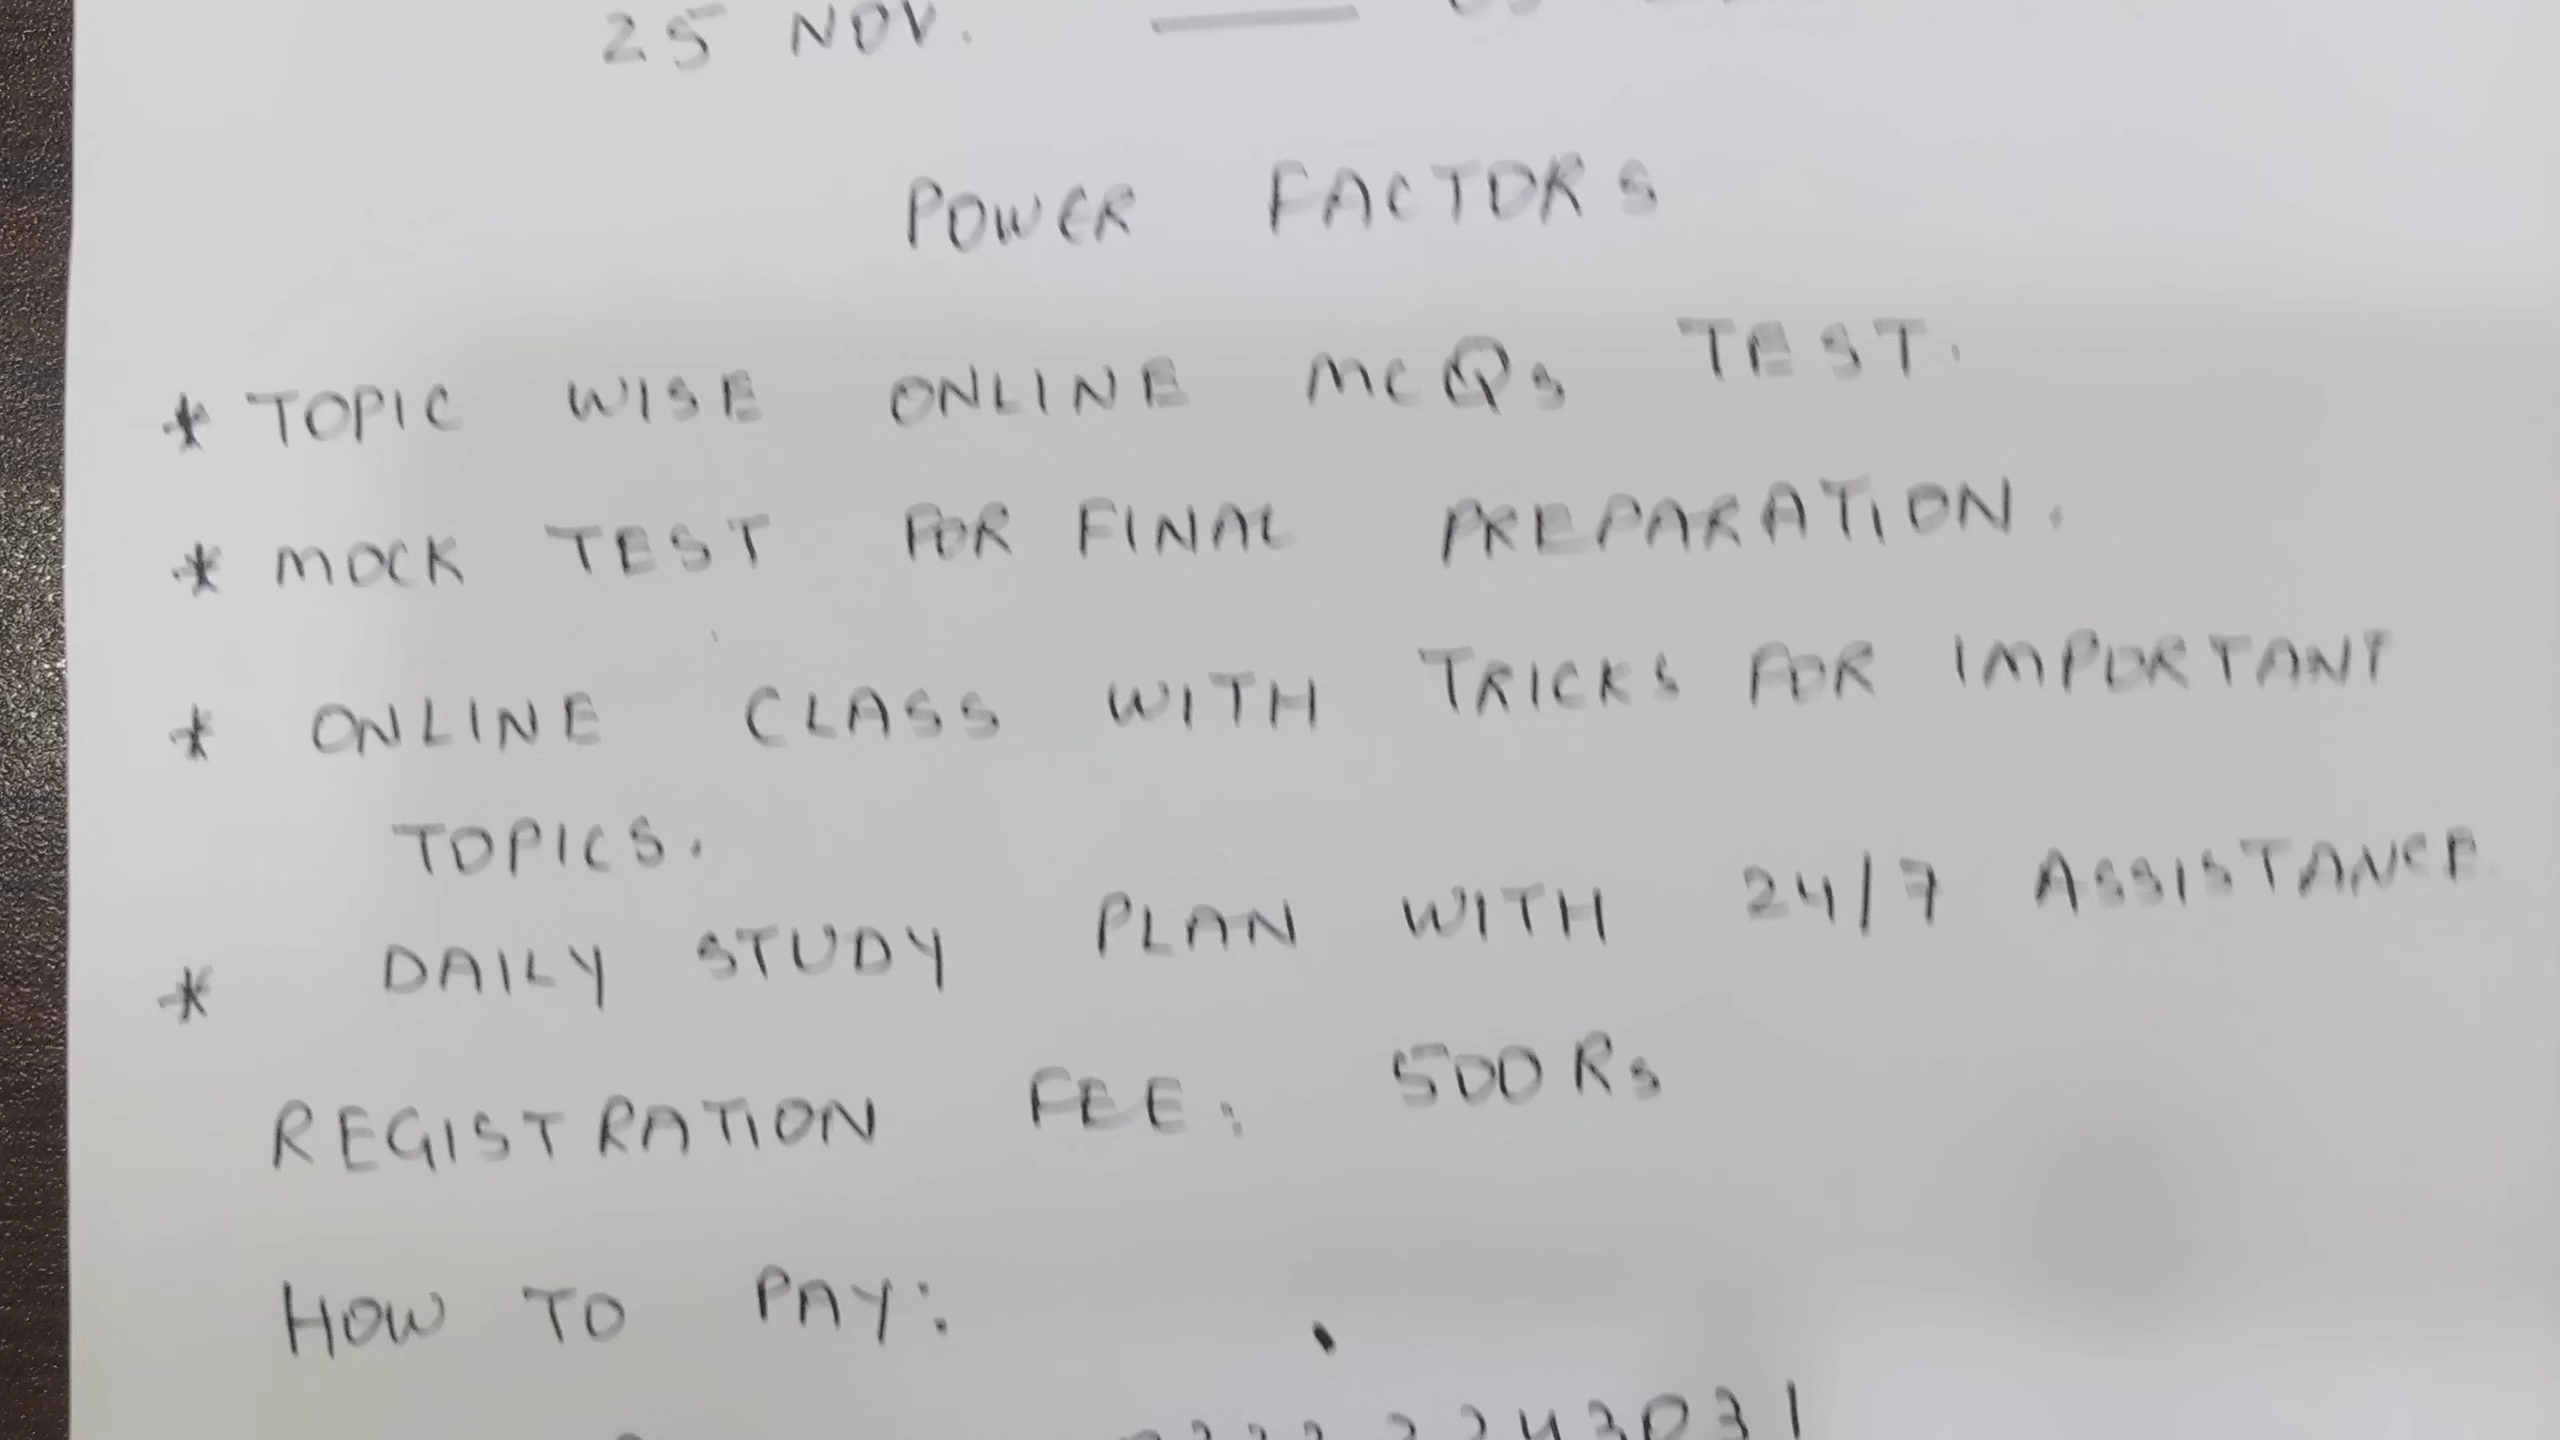 25 NOV. —
POWER FACTORS
* TOPIC WISE ONLINE MCQs TEST.
* MOCK TEST FOR FINAL PREPARATION.
* ONLINE CLASS WITH TRICKS FOR IMPORTANT
TOPICS.
* DAILY STUDY PLAN WITH 24/7 ASSISTANCE
REGISTRATION FEE: 500 Rs
HOW TO PAY: